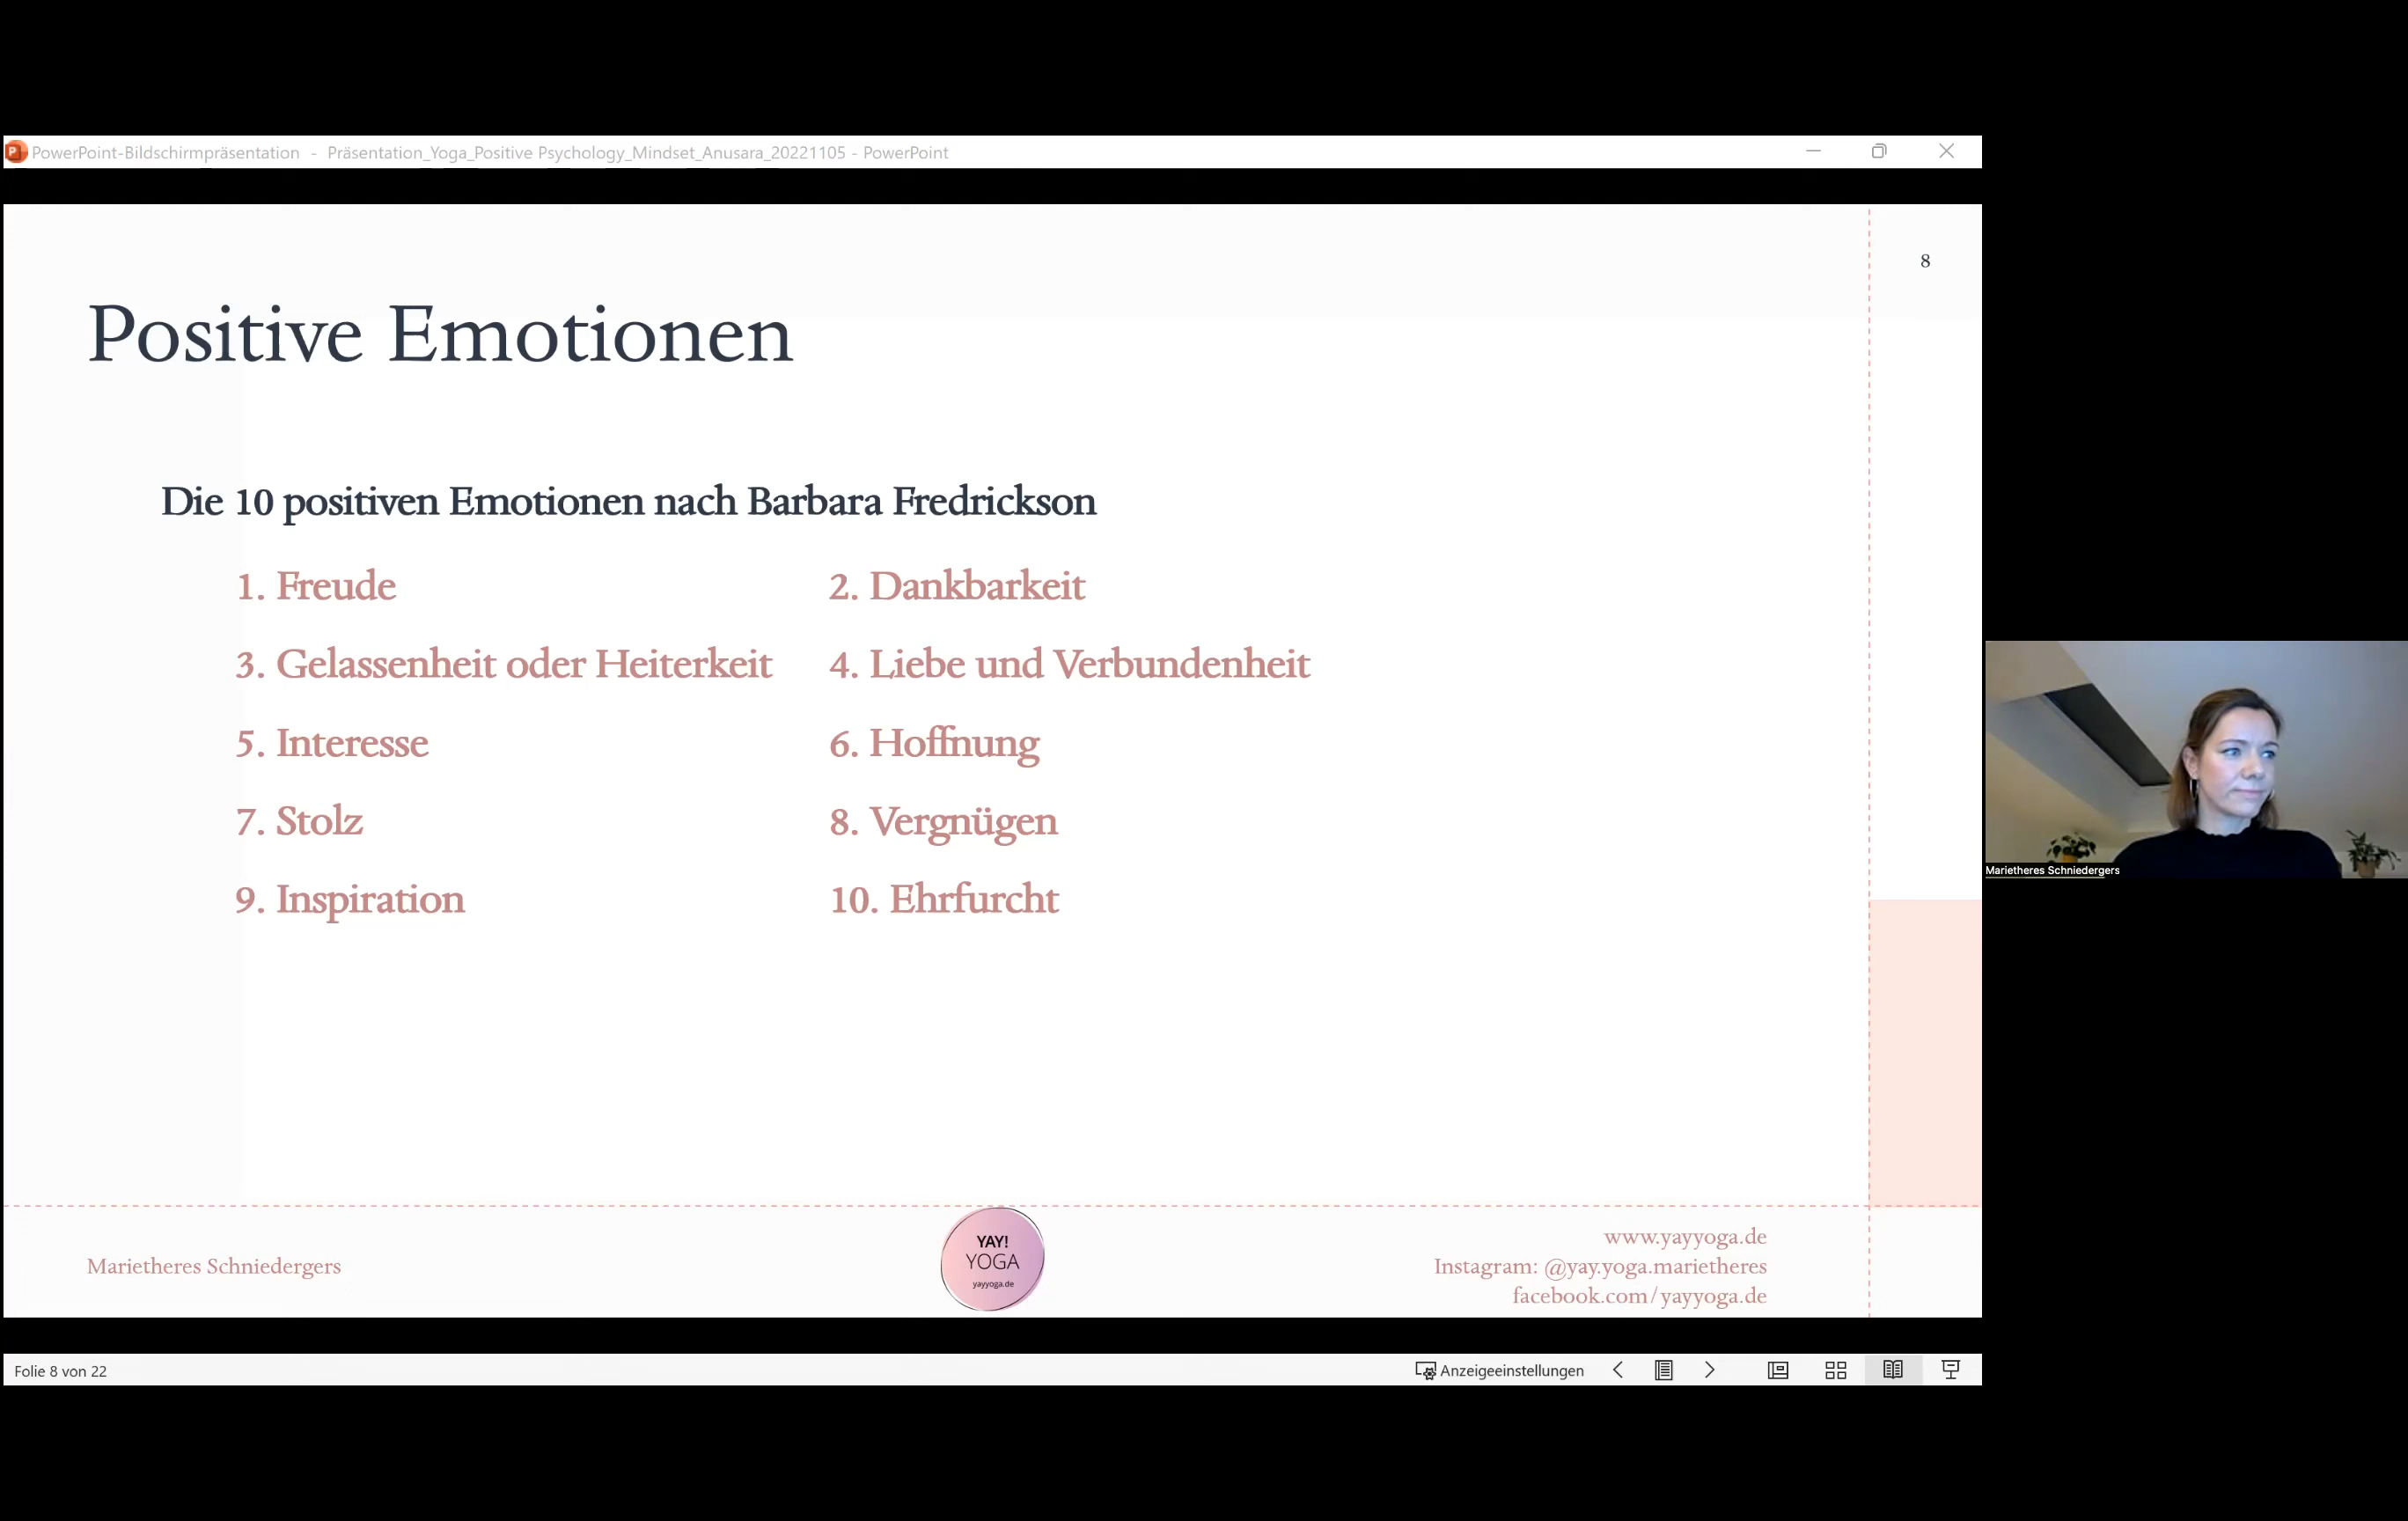 PowerPoint-Bildschirmpräsentation - Präsentation_Yoga_Positive Psychology_Mindset_Anusara_20221105 - PowerPoint
8
Positive Emotionen
Die 10 positiven Emotionen nach Barbara Fredrickson
1. Freude
2. Dankbarkeit
3. Gelassenheit oder Heiterkeit
4. Liebe und Verbundenheit
5. Interesse
6. Hoffnung
7. Stolz
8. Vergnügen
9. Inspiration
10. Ehrfurcht
Marietheres Schniedergers
Marietheres Schniedergers
YAY!
YOGA
yayyoga.de
www.yayyoga.de
Instagram: @yay.yoga.marietheres
facebook.com/yayyoga.de
Folie 8 von 22
Anzeigeeinstellungen